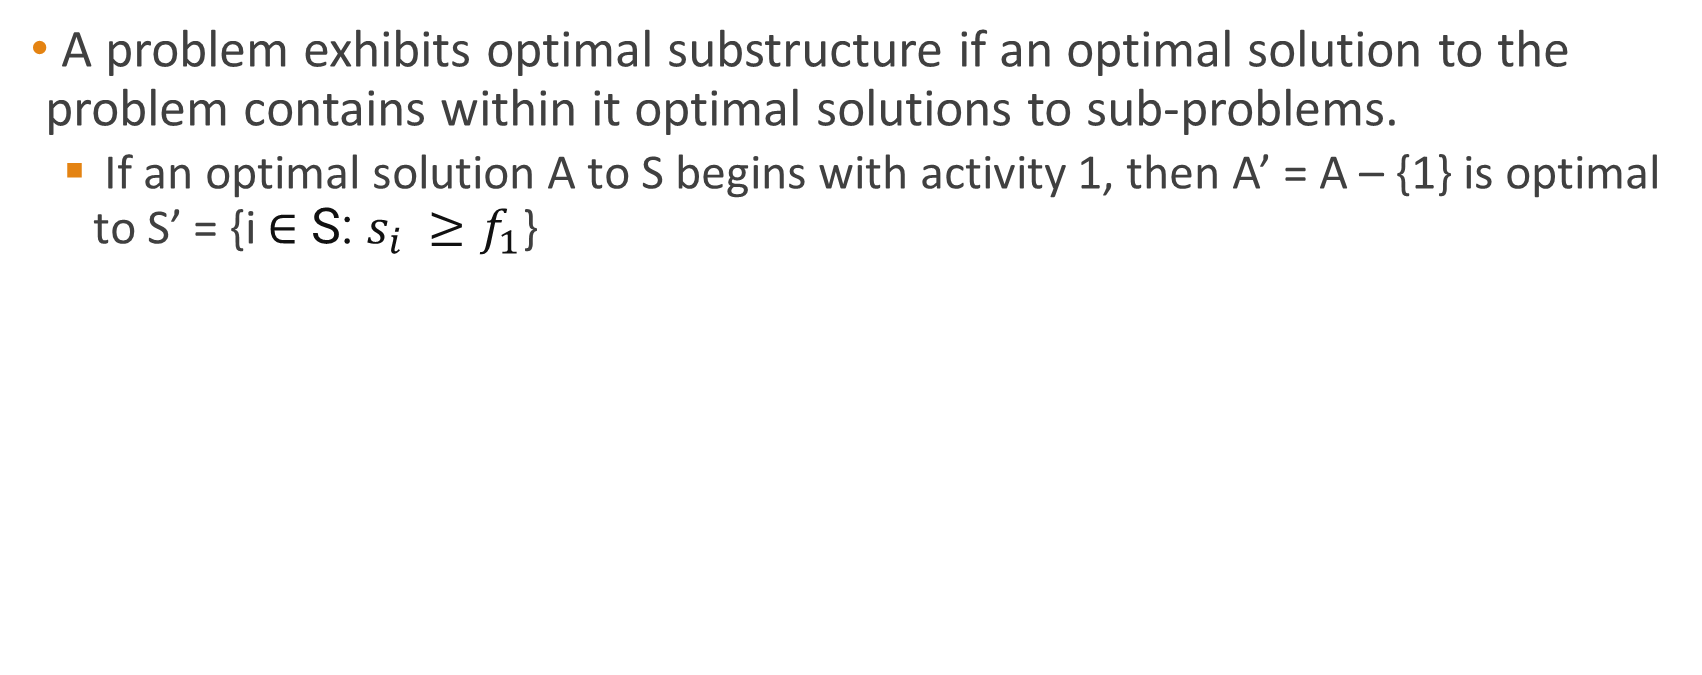 • A problem exhibits optimal substructure if an optimal solution to the
problem contains within it optimal solutions to sub-problems.
▪ If an optimal solution A to S begins with activity 1, then A’ = A – {1} is optimal
to S’ = {i ∈ S: sᵢ ≥ f₁}